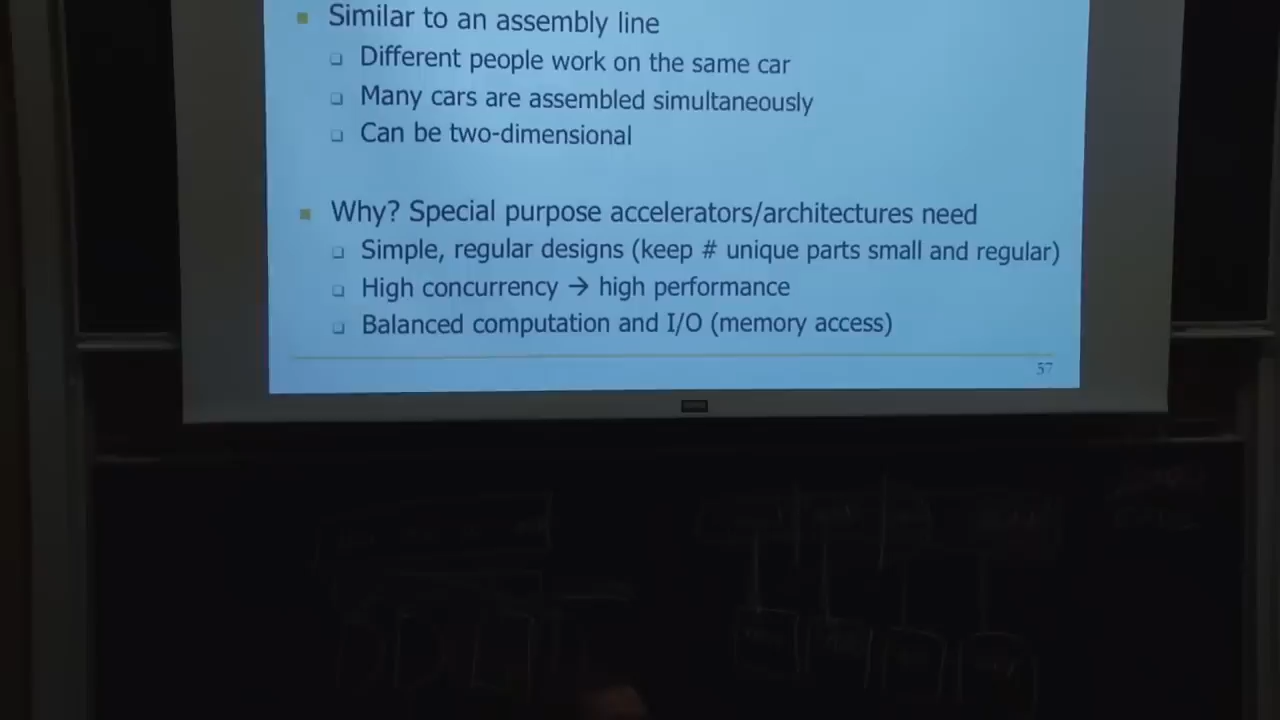 Similar to an assembly line
Different people work on the same car
Many cars are assembled simultaneously
Can be two-dimensional
Why? Special purpose accelerators/architectures need
Simple, regular designs (keep # unique parts small and regular)
High concurrency → high performance
Balanced computation and I/O (memory access)
57